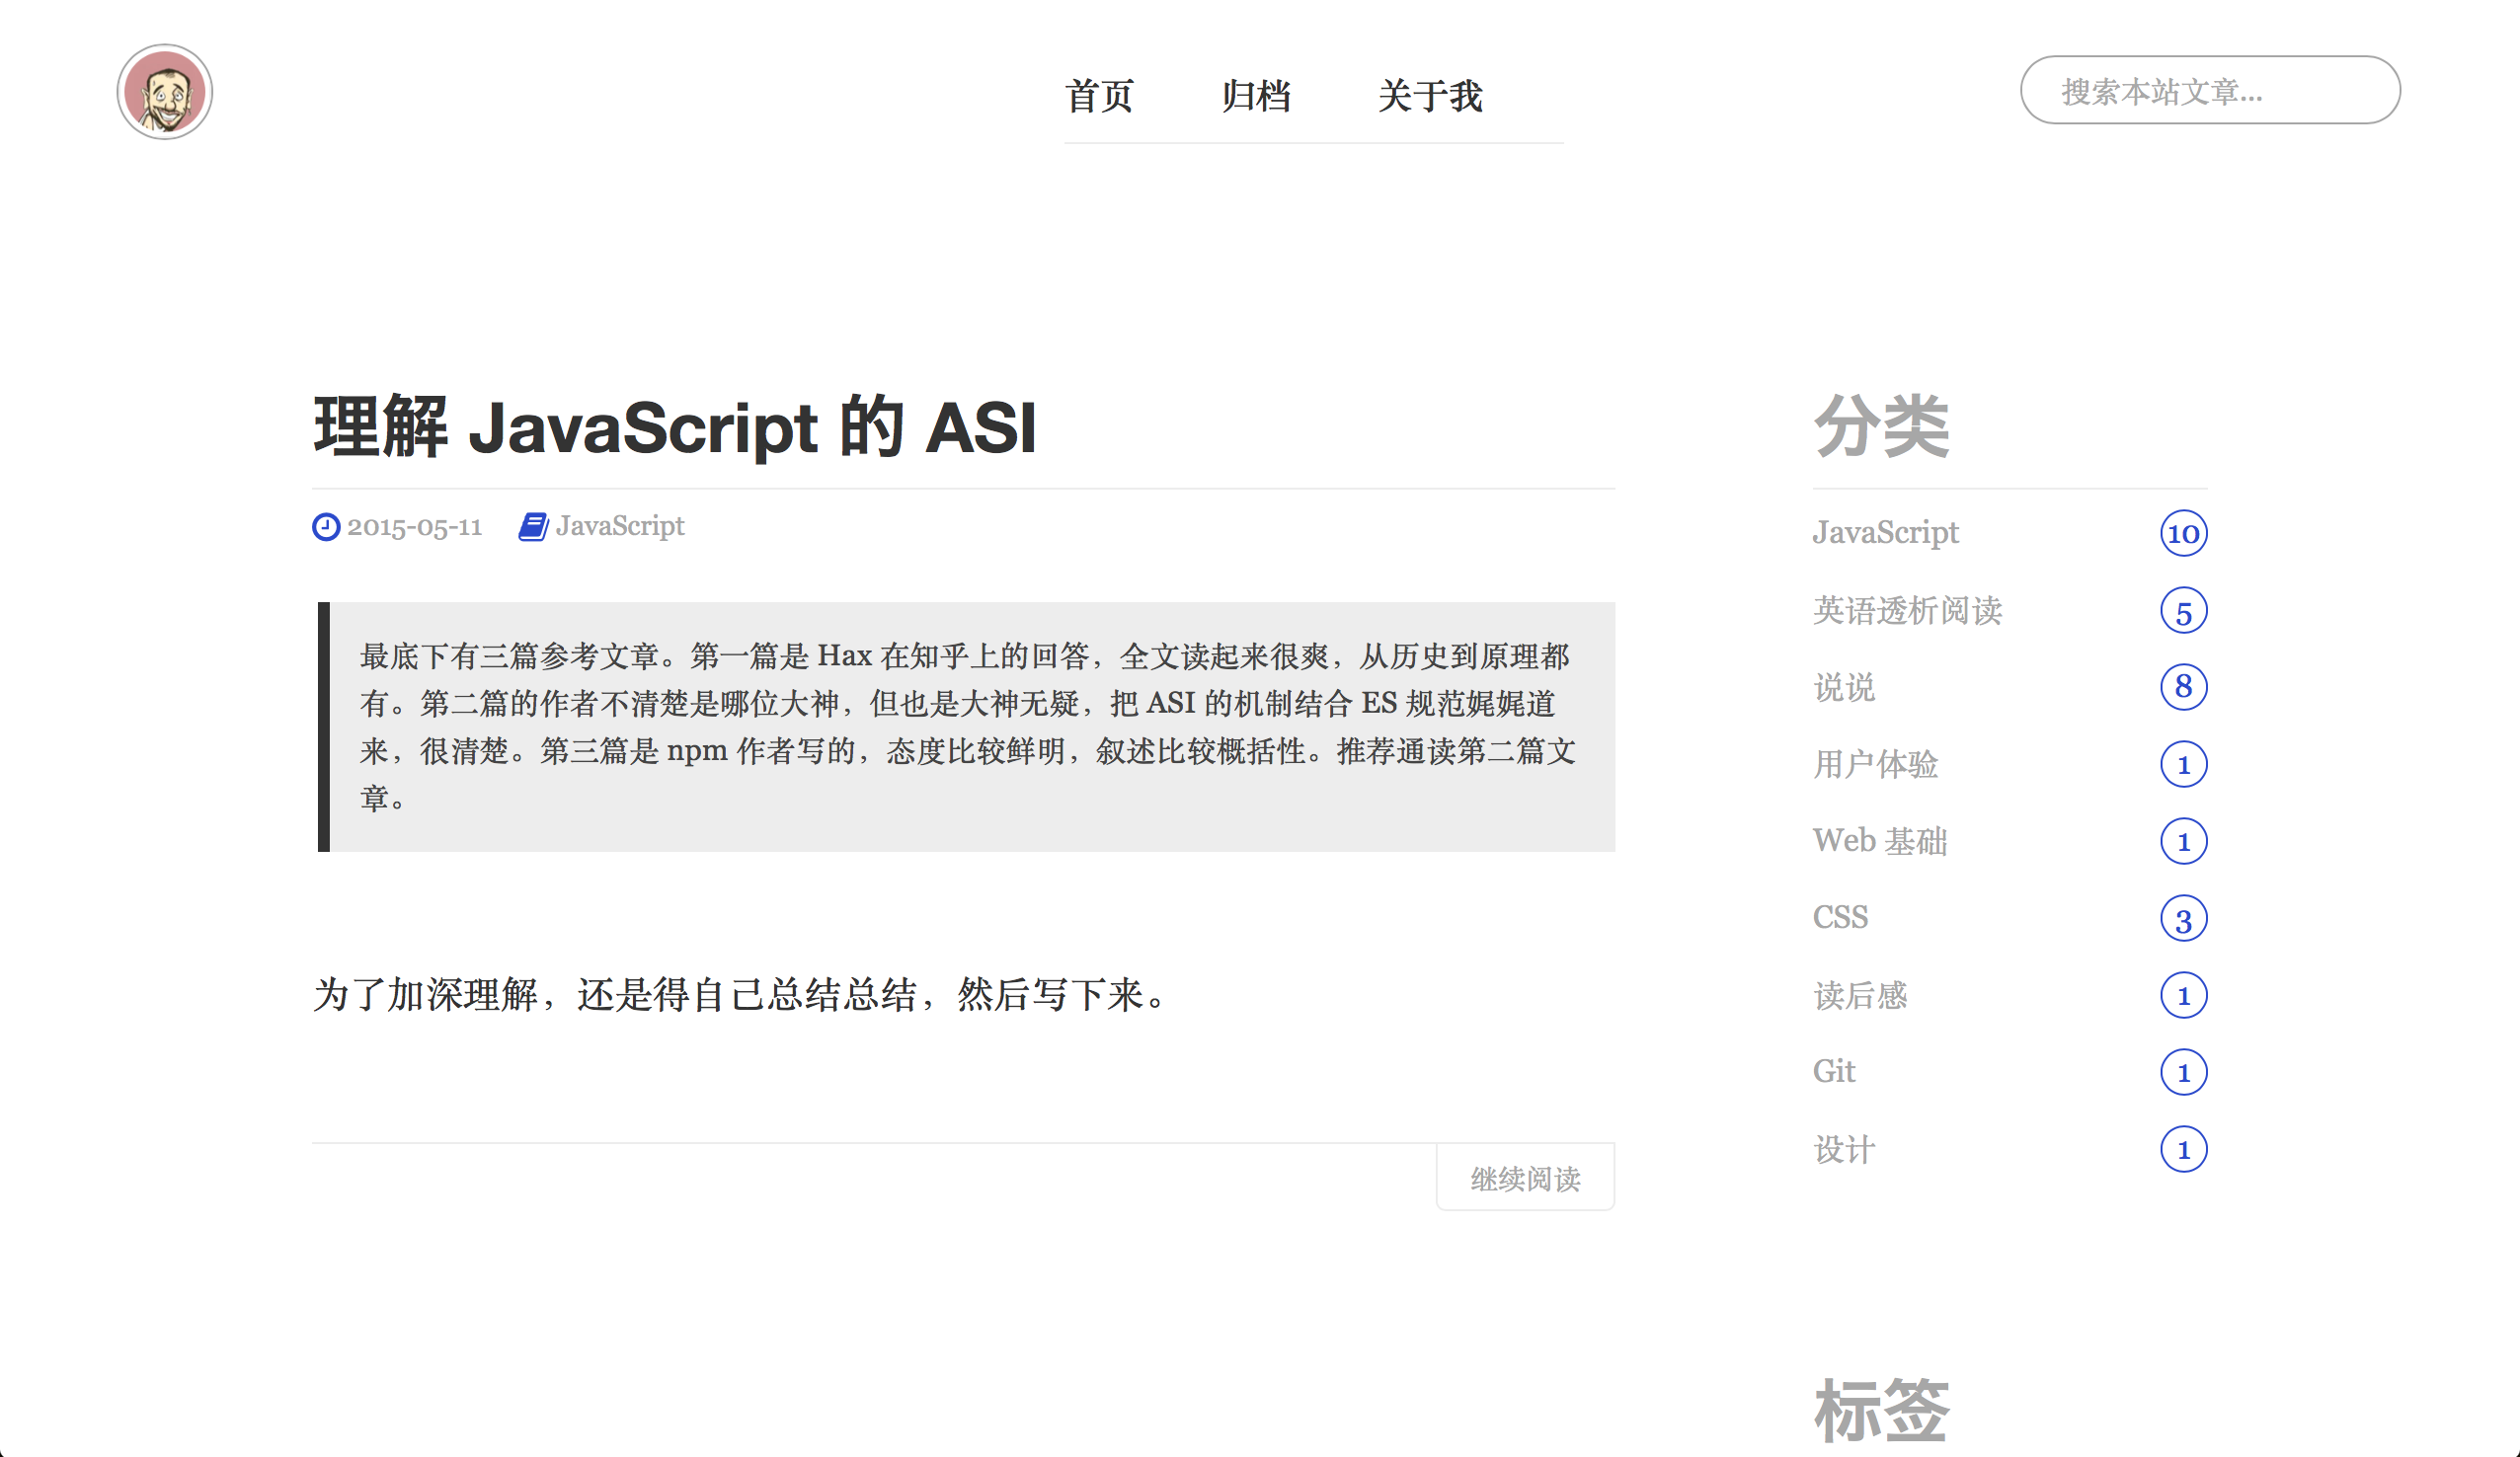 首页 归档 关于我
搜索本站文章...
理解 JavaScript 的 ASI
2015-05-11 JavaScript
最底下有三篇参考文章。第一篇是 Hax 在知乎上的回答，全文读起来很爽，从历史到原理都
有。第二篇的作者不清楚是哪位大神，但也是大神无疑，把 ASI 的机制结合 ES 规范娓娓道
来，很清楚。第三篇是 npm 作者写的，态度比较鲜明，叙述比较概括性。推荐通读第二篇文
章。
为了加深理解，还是得自己总结总结，然后写下来。
继续阅读
分类
JavaScript 10
英语透析阅读 5
说说 8
用户体验 1
Web 基础 1
CSS 3
读后感 1
Git 1
设计 1
标签